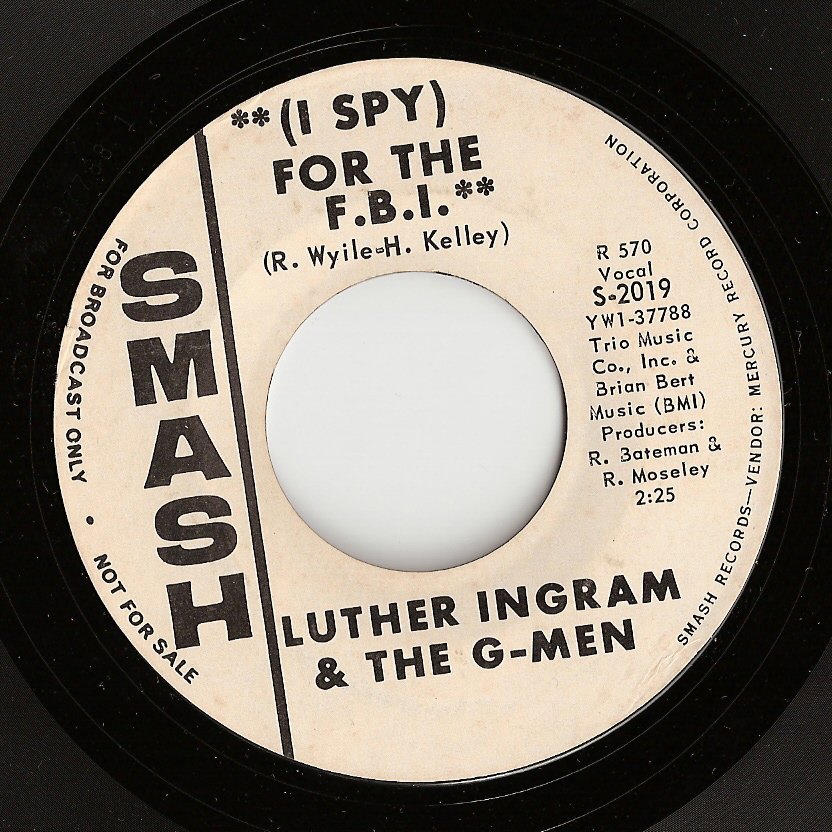 **(I SPY)
FOR THE
F.B.I.**
(R. Wyile-H. Kelley)
R 570
Vocal
S-2019
YW1-37788
Trio Music
Co., Inc. &
Brian Bert
Music (BMI)
Producers:
R. Bateman &
R. Moseley
2:25
SMASH
LUTHER INGRAM
& THE G-MEN
FOR BROADCAST ONLY • NOT FOR SALE
SMASH RECORDS—VENDOR: MERCURY RECORD CORPORATION